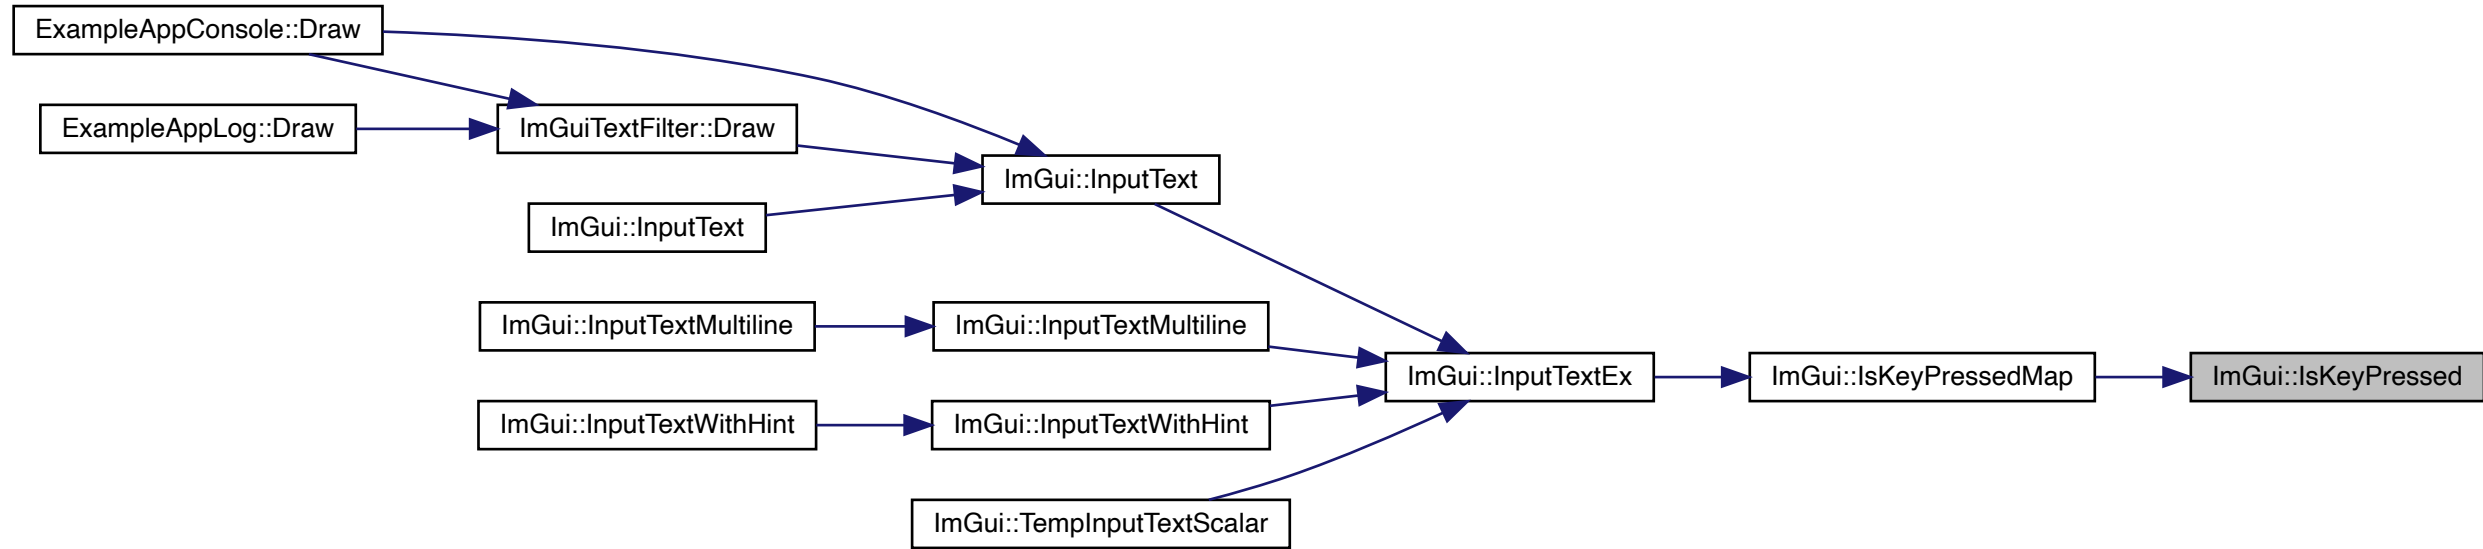 ExampleAppConsole::Draw
ExampleAppLog::Draw
ImGuiTextFilter::Draw
ImGui::InputText
ImGui::InputText
ImGui::InputTextMultiline
ImGui::InputTextMultiline
ImGui::InputTextEx
ImGui::IsKeyPressedMap
ImGui::IsKeyPressed
ImGui::InputTextWithHint
ImGui::InputTextWithHint
ImGui::TempInputTextScalar